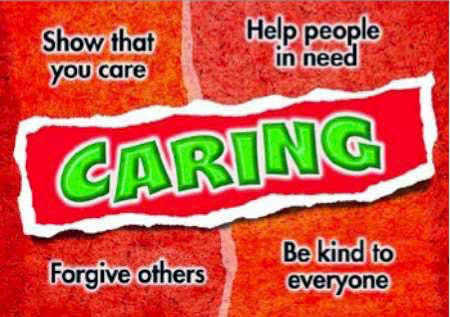 Show that
you care
Help people
in need
CARING
Forgive others
Be kind to
everyone